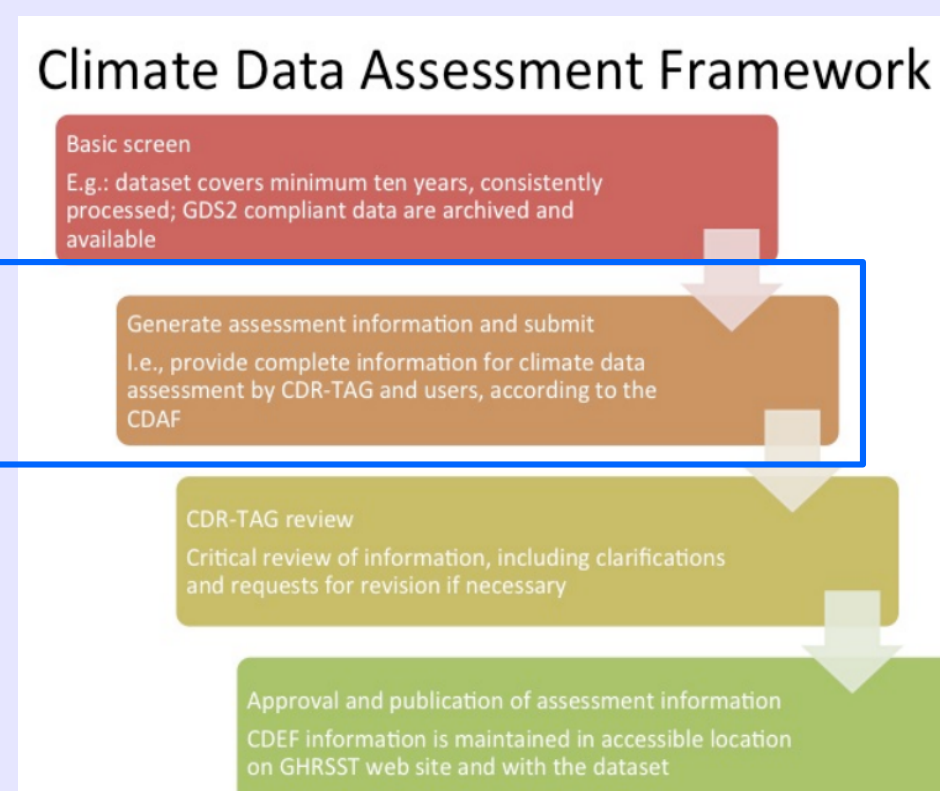 Climate Data Assessment Framework
Basic screen
E.g.: dataset covers minimum ten years, consistently
processed; GDS2 compliant data are archived and
available
Generate assessment information and submit
I.e., provide complete information for climate data
assessment by CDR-TAG and users, according to the
CDAF
CDR-TAG review
Critical review of information, including clarifications
and requests for revision if necessary
Approval and publication of assessment information
CDEF information is maintained in accessible location
on GHRSST web site and with the dataset